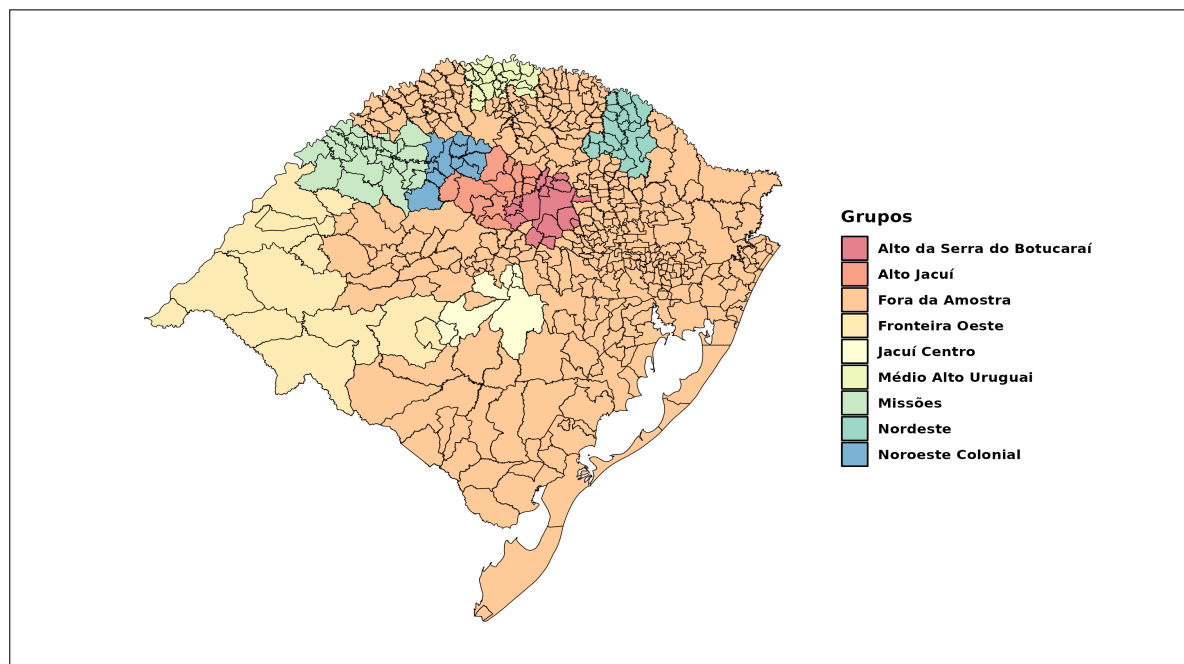 Grupos
Alto da Serra do Botucaraí
Alto Jacuí
Fora da Amostra
Fronteira Oeste
Jacuí Centro
Médio Alto Uruguai
Missões
Nordeste
Noroeste Colonial